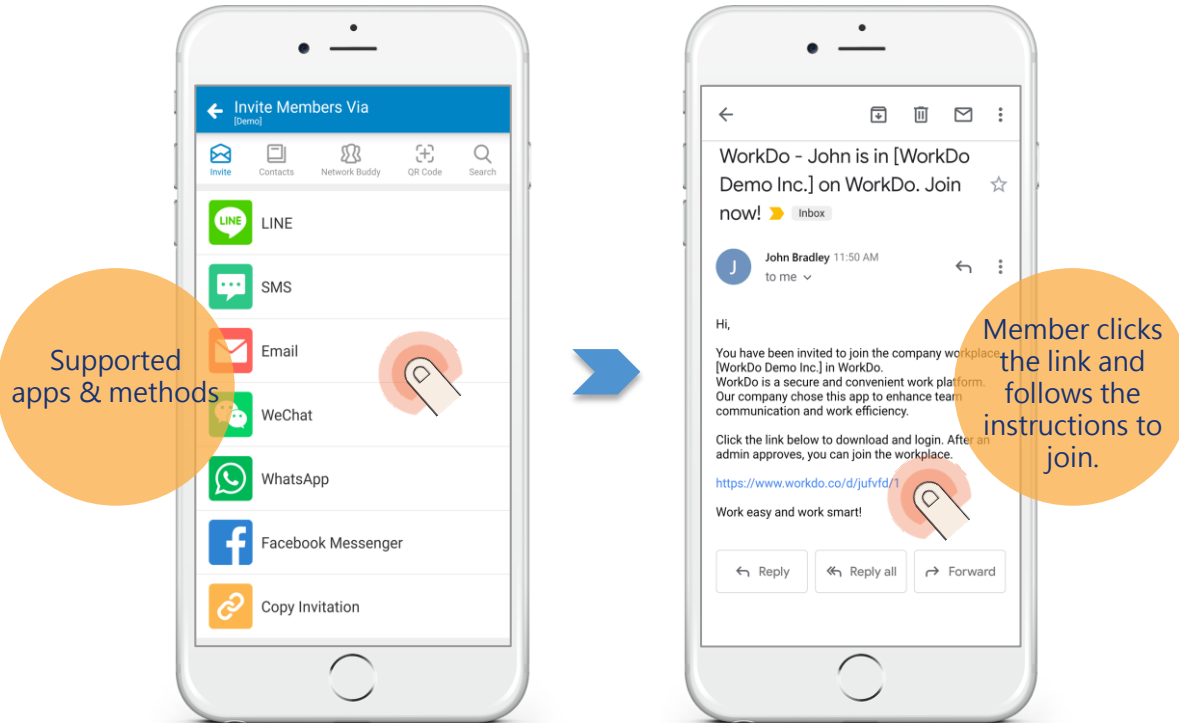 Invite Members Via
[Demo]
Invite
Contacts
Network Buddy
QR Code
Search
LINE
LINE
SMS
Email
WeChat
WhatsApp
Facebook Messenger
Copy Invitation
Supported
apps & methods
WorkDo - John is in [WorkDo
Demo Inc.] on WorkDo. Join
now! Inbox
J
John Bradley 11:50 AM
to me
Hi,
You have been invited to join the company workplace
[WorkDo Demo Inc.] in WorkDo.
WorkDo is a secure and convenient work platform.
Our company chose this app to enhance team
communication and work efficiency.
Click the link below to download and login. After an
admin approves, you can join the workplace.
https://www.workdo.co/d/jufvfd/1
Work easy and work smart!
Reply
Reply all
Forward
Member clicks
the link and
follows the
instructions to
join.